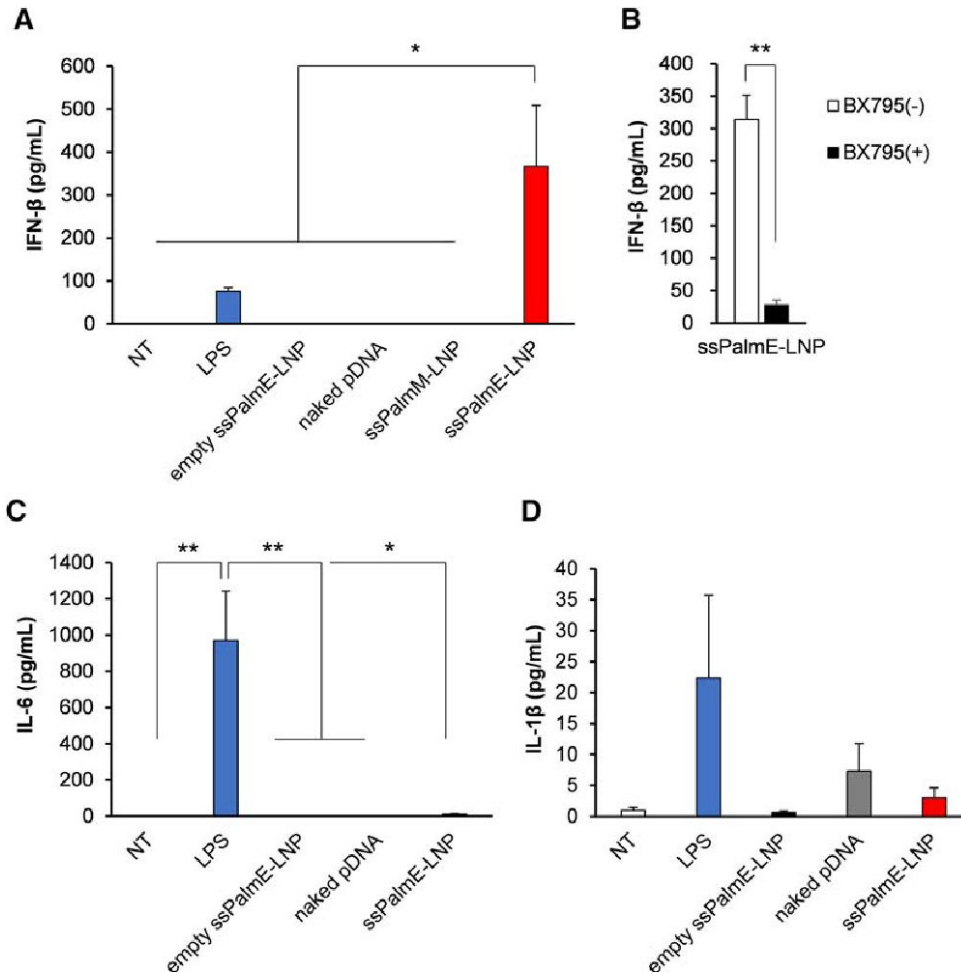 A
IFN-β (pg/mL)
600
500
400
300
200
100
0
*
NT
LPS
empty ssPalmE-LNP
naked pDNA
ssPalmM-LNP
ssPalmE-LNP
B
IFN-β (pg/mL)
400
350
300
250
200
150
100
50
0
**
ssPalmE-LNP
BX795(-)
BX795(+)
C
IL-6 (pg/mL)
1400
1200
1000
800
600
400
200
0
** ** *
NT
LPS
empty ssPalmE-LNP
naked pDNA
ssPalmE-LNP
D
IL-1β (pg/mL)
40
35
30
25
20
15
10
5
0
NT
LPS
empty ssPalmE-LNP
naked pDNA
ssPalmE-LNP